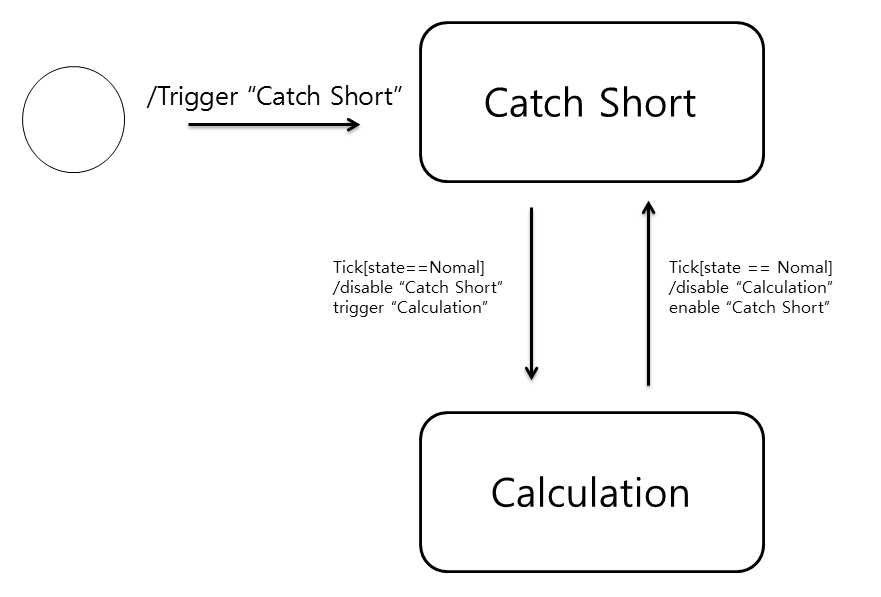 /Trigger “Catch Short”
Catch Short
Tick[state==Nomal]
/disable “Catch Short”
trigger “Calculation”
Tick[state == Nomal]
/disable “Calculation”
enable “Catch Short”
Calculation